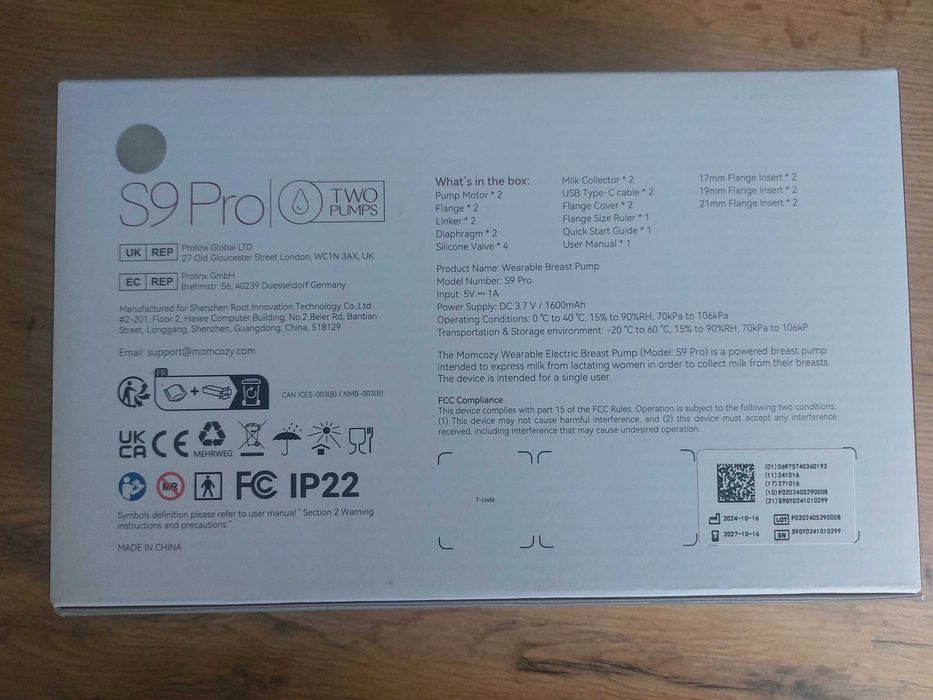 S9 Pro
TWO
PUMPS
UK REP
Prolinx Global LTD
27 Old Gloucester Street London, WC1N 3AX, UK
EC REP
Prolinx GmbH
Brehmstr. 56, 40239 Duesseldorf Germany
Manufactured for Shenzhen Root Innovation Technology Co.,Ltd.
#2-201, Floor 2, Hasee Computer Building, No.2 Beier Rd, Bantian
Street, Longgang, Shenzhen, Guangdong, China, 518129
Email: support@momcozy.com
FR
CAN ICES-003(B) / NMB-003(B)
UK
CA
CE
MEHRWEG
MR
FC
IP22
Symbols definition please refer to user manual " Section 2 Warning
instructions and precautions "
MADE IN CHINA
What's in the box:
Pump Motor * 2
Flange * 2
Linker * 2
Diaphragm * 2
Silicone Valve * 4
Milk Collector * 2
USB Type-C cable * 2
Flange Cover * 2
Flange Size Ruler * 1
Quick Start Guide * 1
User Manual * 1
17mm Flange Insert * 2
19mm Flange Insert * 2
21mm Flange Insert * 2
Product Name: Wearable Breast Pump
Model Number: S9 Pro
Input: 5V ⎓ 1A
Power Supply: DC 3.7 V / 1600mAh
Operating Conditions: 0 °C to 40 °C, 15% to 90%RH, 70kPa to 106kPa
Transportation & Storage environment: -20 °C to 60 °C, 15% to 90%RH, 70kPa to 106kP
The Momcozy Wearable Electric Breast Pump (Model: S9 Pro) is a powered breast pump
intended to express milk from lactating women in order to collect milk from their breasts.
The device is intended for a single user.
FCC Compliance
This device complies with part 15 of the FCC Rules. Operation is subject to the following two conditions:
(1) This device may not cause harmful interference, and (2) this device must accept any interference
received, including interference that may cause undesired operation.
T-code
(01)06975740360193
(11)241016
(17)271016
(10)P0202405290008
(21)S9GYD241010299
2024-10-16
LOT P0202405290008
2027-10-16
SN S9GYD241010299